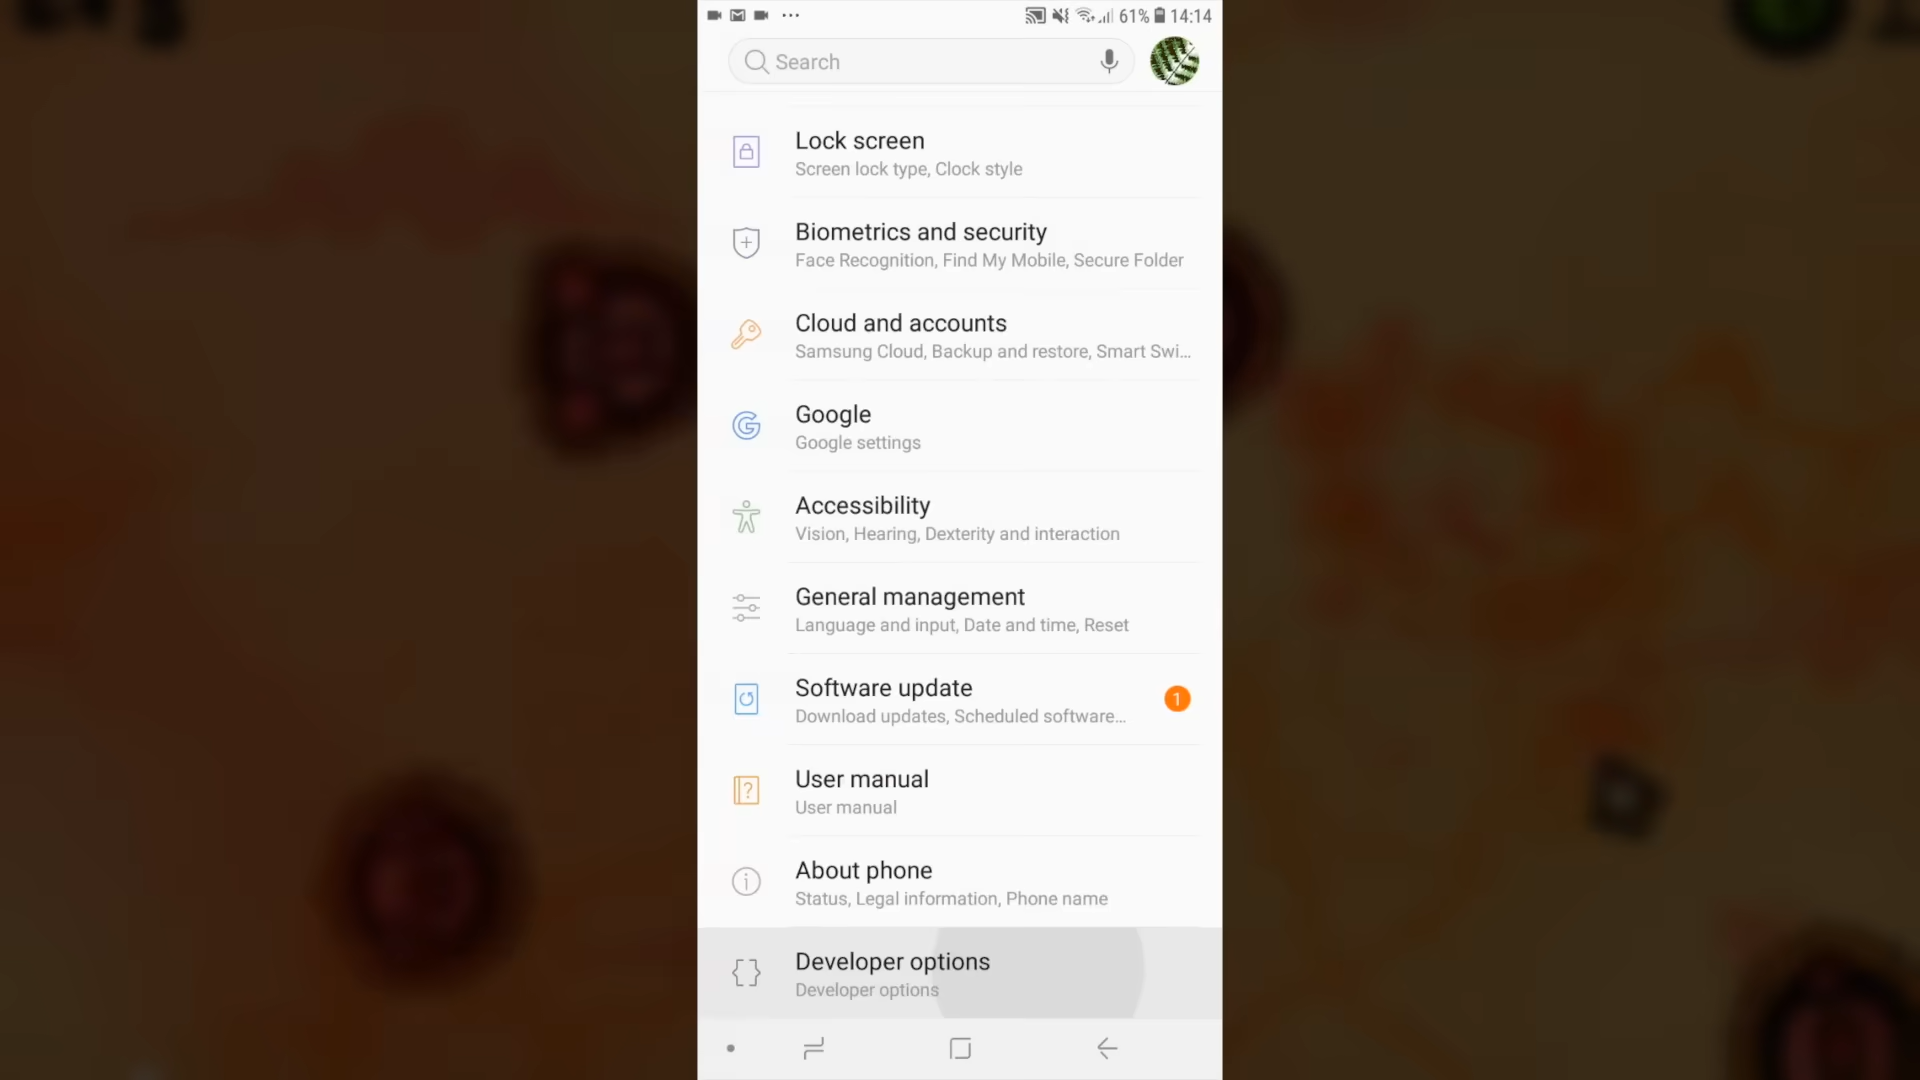 61% 14:14
Search
Lock screen
Screen lock type, Clock style
Biometrics and security
Face Recognition, Find My Mobile, Secure Folder
Cloud and accounts
Samsung Cloud, Backup and restore, Smart Swi...
Google
Google settings
Accessibility
Vision, Hearing, Dexterity and interaction
General management
Language and input, Date and time, Reset
Software update
1
Download updates, Scheduled software...
User manual
User manual
About phone
Status, Legal information, Phone name
Developer options
Developer options